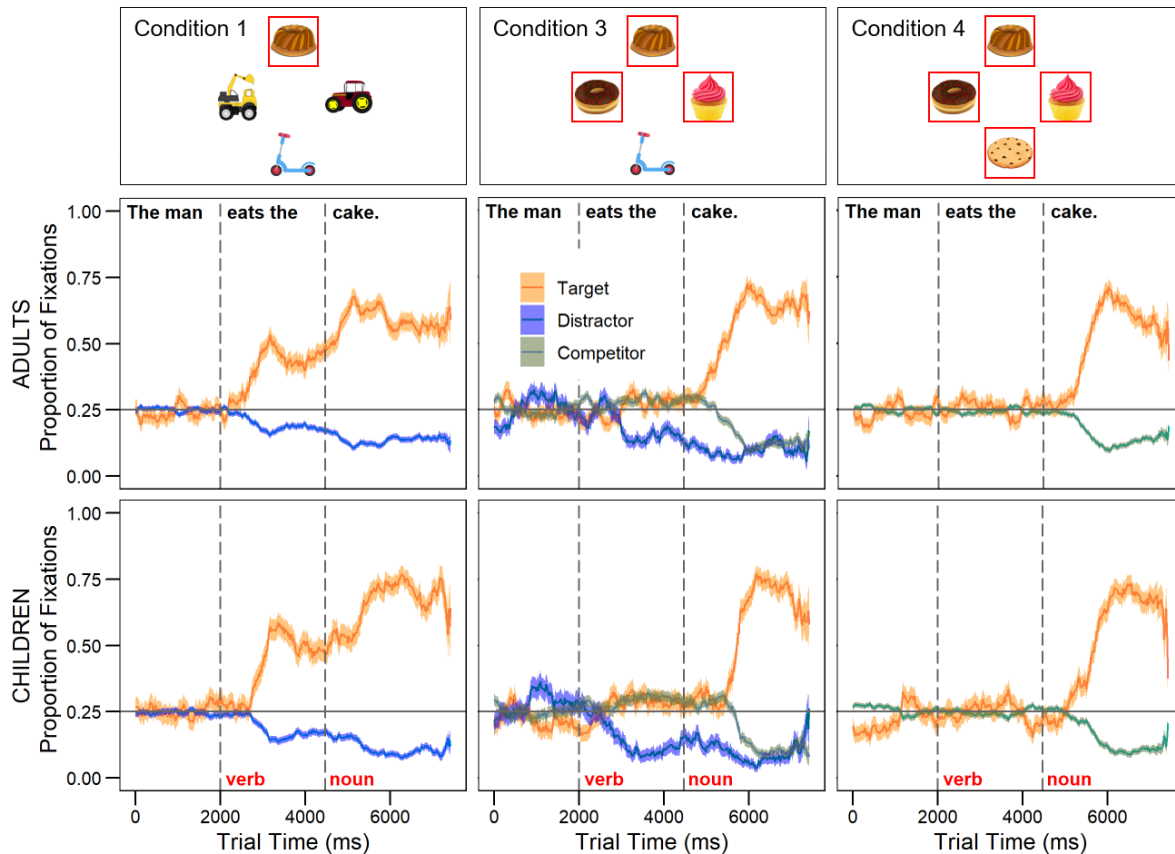 Condition 1
Condition 3
Condition 4
ADULTS
Proportion of Fixations
1.00
0.75
0.50
0.25
0.00
The man eats the cake.
The man eats the cake.
Target
Distractor
Competitor
The man eats the cake.
CHILDREN
Proportion of Fixations
1.00
0.75
0.50
0.25
0.00
verb noun
verb noun
verb noun
0 2000 4000 6000
0 2000 4000 6000
0 2000 4000 6000
Trial Time (ms)
Trial Time (ms)
Trial Time (ms)